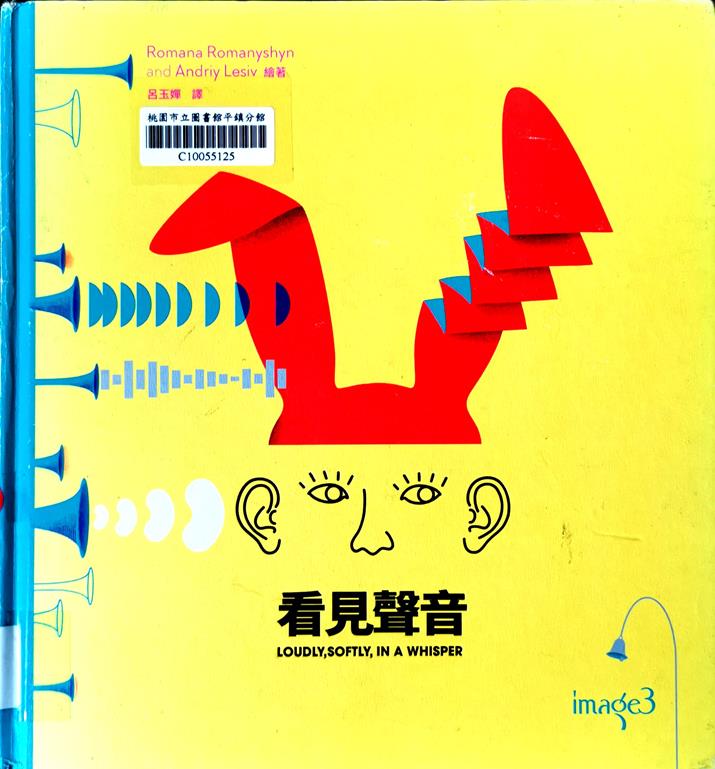 Romana Romanyshyn
and Andriy Lesiv 繪著
呂玉嬋 譯
桃園市立圖書館平鎮分館
C10055125
看見聲音
LOUDLY,SOFTLY, IN A WHISPER
image3